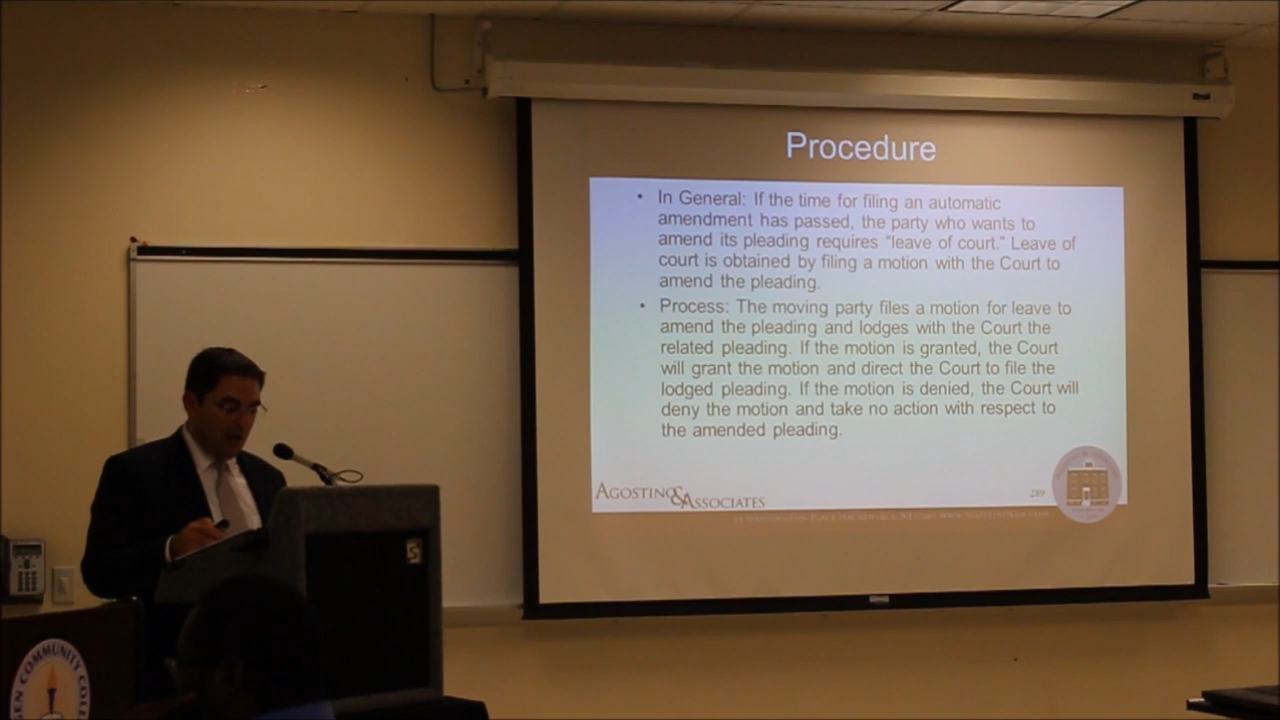 Procedure
• In General: If the time for filing an automatic
amendment has passed, the party who wants to
amend its pleading requires "leave of court." Leave of
court is obtained by filing a motion with the Court to
amend the pleading.
• Process: The moving party files a motion for leave to
amend the pleading and lodges with the Court the
related pleading. If the motion is granted, the Court
will grant the motion and direct the Court to file the
lodged pleading. If the motion is denied, the Court will
deny the motion and take no action with respect to
the amended pleading.
AGOSTINO & ASSOCIATES
289
GEN COMMUNITY COLLE